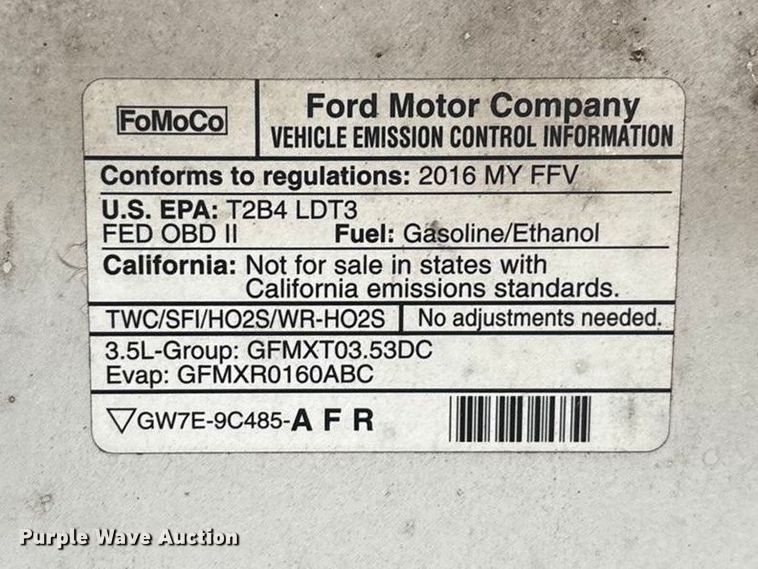 FoMoCo
Ford Motor Company
VEHICLE EMISSION CONTROL INFORMATION
Conforms to regulations: 2016 MY FFV
U.S. EPA: T2B4 LDT3
FED OBD II Fuel: Gasoline/Ethanol
California: Not for sale in states with
California emissions standards.
TWC/SFI/HO2S/WR-HO2S No adjustments needed.
3.5L-Group: GFMXT03.53DC
Evap: GFMXR0160ABC
GW7E-9C485-A F R
Purple Wave Auction